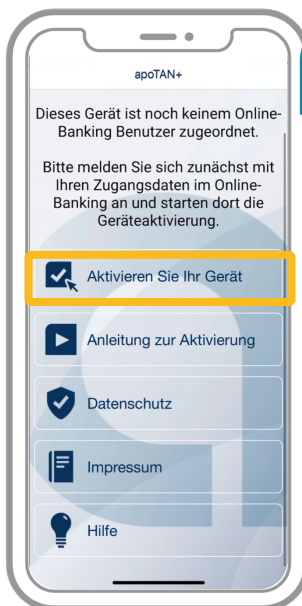 apoTAN+
Dieses Gerät ist noch keinem Online-
Banking Benutzer zugeordnet.
Bitte melden Sie sich zunächst mit
Ihren Zugangsdaten im Online-
Banking an und starten dort die
Geräteaktivierung.
Aktivieren Sie Ihr Gerät
Anleitung zur Aktivierung
Datenschutz
Impressum
Hilfe